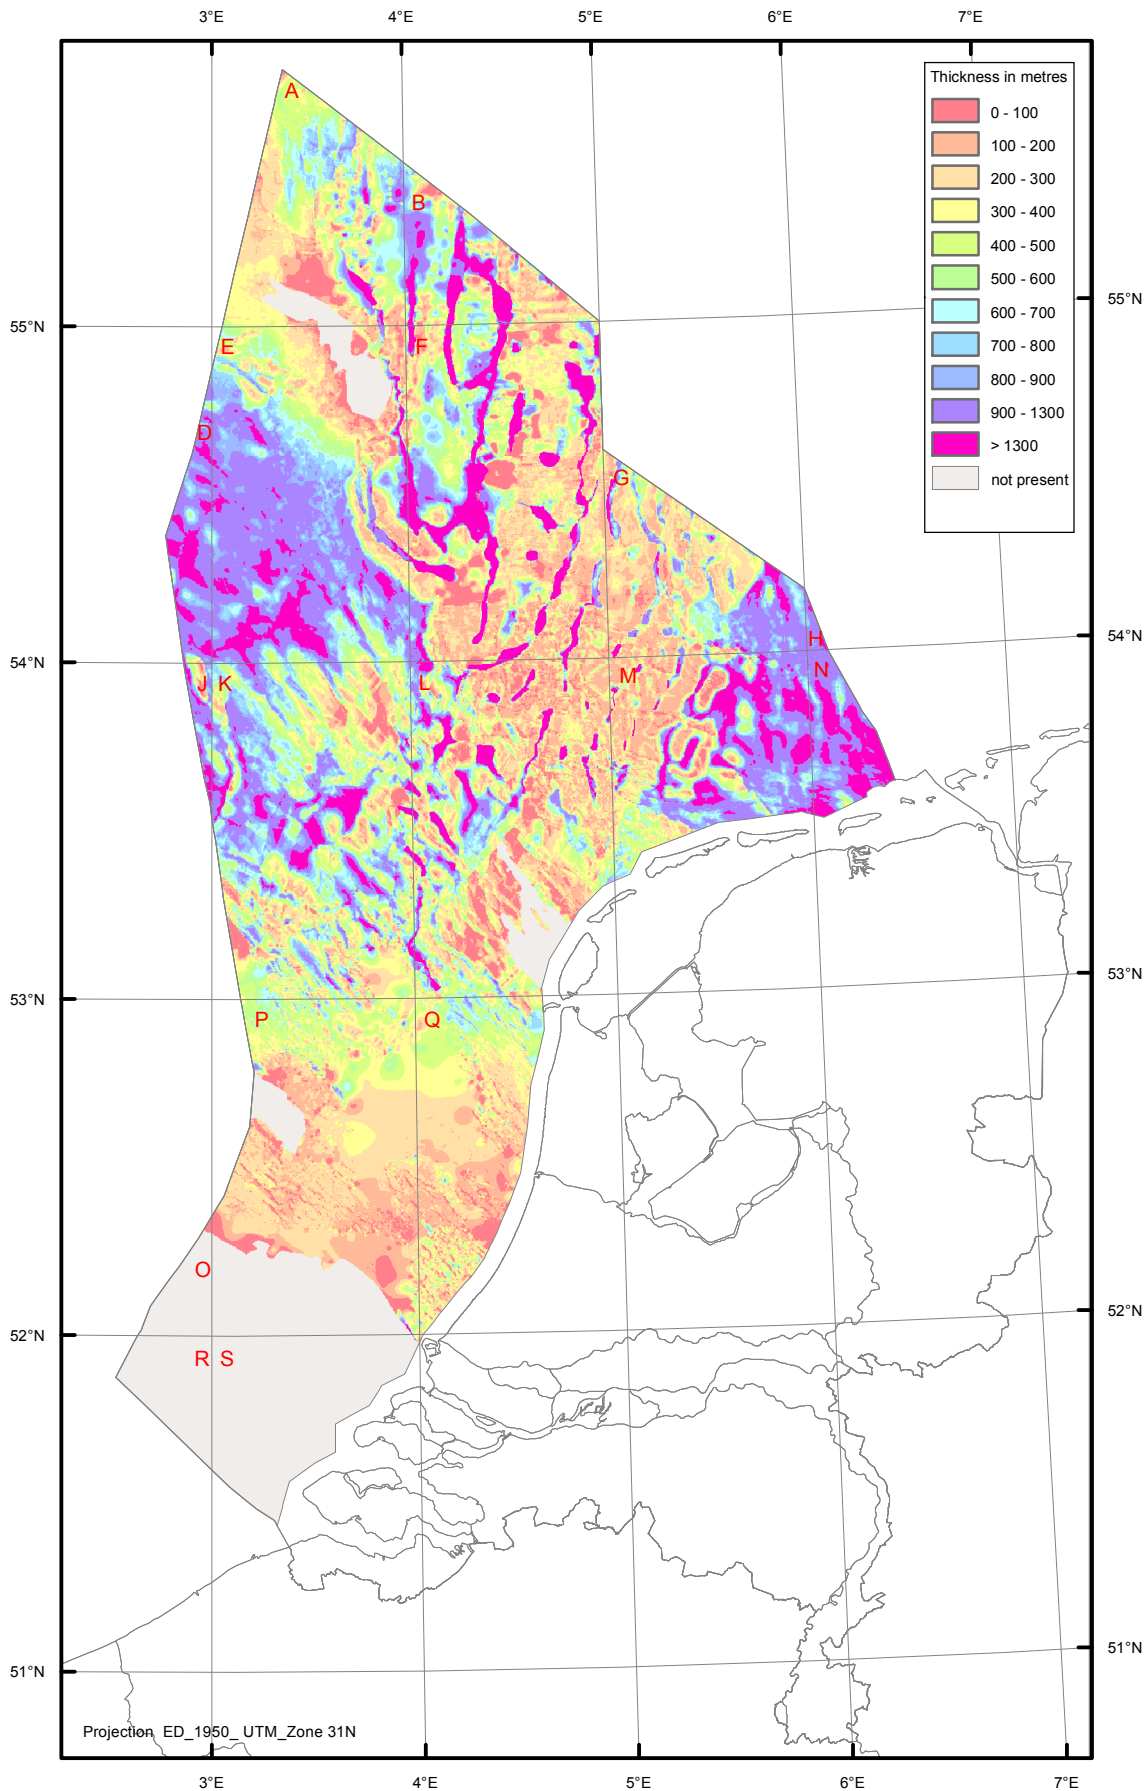 3°E 4°E 5°E 6°E 7°E
Thickness in metres
0 - 100
100 - 200
200 - 300
300 - 400
400 - 500
500 - 600
600 - 700
700 - 800
800 - 900
900 - 1300
> 1300
not present
A
B
55°N 55°N
E F
D
G
54°N 54°N
H
J K L M N
53°N 53°N
P Q
O
52°N 52°N
R S
51°N 51°N
Projection ED_1950_ UTM_Zone 31N
3°E 4°E 5°E 6°E 7°E